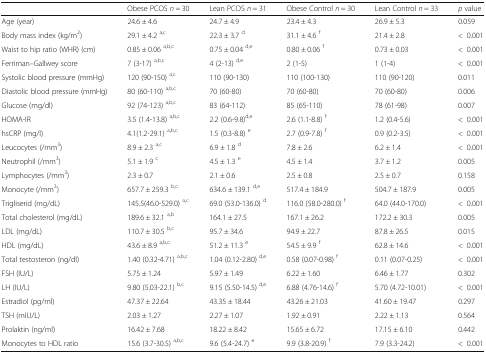 Obese PCOS n = 30 Lean PCOS n = 31 Obese Control n = 30 Lean Control n = 33 p value
Age (year) 24.6 ± 4.6 24.7 ± 4.9 23.4 ± 4.3 26.9 ± 5.3 0.059
Body mass index (kg/m2) 29.1 ± 4.2 a,c 22.3 ± 3.7 d 31.1 ± 4.6 f 21.4 ± 2.8 < 0.001
Waist to hip ratio (WHR) (cm) 0.85 ± 0.06 a,b,c 0.75 ± 0.04 d,e 0.80 ± 0.06 f 0.73 ± 0.03 < 0.001
Ferriman–Gallwey score 7 (3-17) a,b,c 4 (2-13) d,e 2 (1-5) 1 (1-4) < 0.001
Systolic blood pressure (mmHg) 120 (90-150) a,c 110 (90-130) 110 (100-130) 110 (90-120) 0.011
Diastolic blood pressure (mmHg) 80 (60-110) a,b,c 70 (60-80) 70 (60-80) 70 (60-80) 0.006
Glucose (mg/dl) 92 (74-123) a,b,c 83 (64-112) 85 (65-110) 78 (61-98) 0.007
HOMA-IR 3.5 (1.4-13.8) a,b,c 2.2 (0.6-9.8)d,e 2.6 (1.1-8.8) f 1.2 (0.4-5.6) < 0.001
hsCRP (mg/l) 4.1(1.2-29.1) a,b,c 1.5 (0.3-8.8) e 2.7 (0.9-7.8) f 0.9 (0.2-3.5) < 0.001
Leucocytes (/mm3) 8.9 ± 2.3 a,c 6.9 ± 1.8 d 7.8 ± 2.6 6.2 ± 1.4 < 0.001
Neutrophil (/mm3) 5.1 ± 1.9 c 4.5 ± 1.3 e 4.5 ± 1.4 3.7 ± 1.2 0.005
Lymphocytes (/mm3) 2.3 ± 0.7 2.1 ± 0.6 2.5 ± 0.8 2.5 ± 0.7 0.158
Monocyte (/mm3) 657.7 ± 259.3 b,c 634.6 ± 139.1 d,e 517.4 ± 184.9 504.7 ± 187.9 0.005
Trigliserid (mg/dL) 145.5(46.0-529.0) a,c 69.0 (53.0-136.0) d 116.0 (58.0-280.0) f 64.0 (44.0-170.0) < 0.001
Total cholesterol (mg/dL) 189.6 ± 32.1 a,b 164.1 ± 27.5 167.1 ± 26.2 172.2 ± 30.3 0.005
LDL (mg/dL) 110.7 ± 30.5 b,c 95.7 ± 34.6 94.9 ± 22.7 87.8 ± 26.5 0.015
HDL (mg/dL) 43.6 ± 8.9 a,b,c 51.2 ± 11.3 e 54.5 ± 9.9 f 62.8 ± 14.6 < 0.001
Total testosteron (ng/dl) 1.40 (0.32-4.71) a,b,c 1.04 (0.12-2.80) d,e 0.58 (0.07-0.98) f 0.11 (0.07-0.25) < 0.001
FSH (IU/L) 5.75 ± 1.24 5.97 ± 1.49 6.22 ± 1.60 6.46 ± 1.77 0.302
LH (IU/L) 9.80 (5.03-22.1) b,c 9.15 (5.50-14.5) d,e 6.88 (4.76-14.6) f 5.70 (4.72-10.01) < 0.001
Estradiol (pg/ml) 47.37 ± 22.64 43.35 ± 18.44 43.26 ± 21.03 41.60 ± 19.47 0.297
TSH (mIU/L) 2.03 ± 1.27 2.27 ± 1.07 1.92 ± 0.91 2.22 ± 1.13 0.564
Prolaktin (ng/ml) 16.42 ± 7.68 18.22 ± 8.42 15.65 ± 6.72 17.15 ± 6.10 0.442
Monocytes to HDL ratio 15.6 (3.7-30.5) a,b,c 9.6 (5.4-24.7) e 9.9 (3.8-20.9) f 7.9 (3.3-24.2) < 0.001